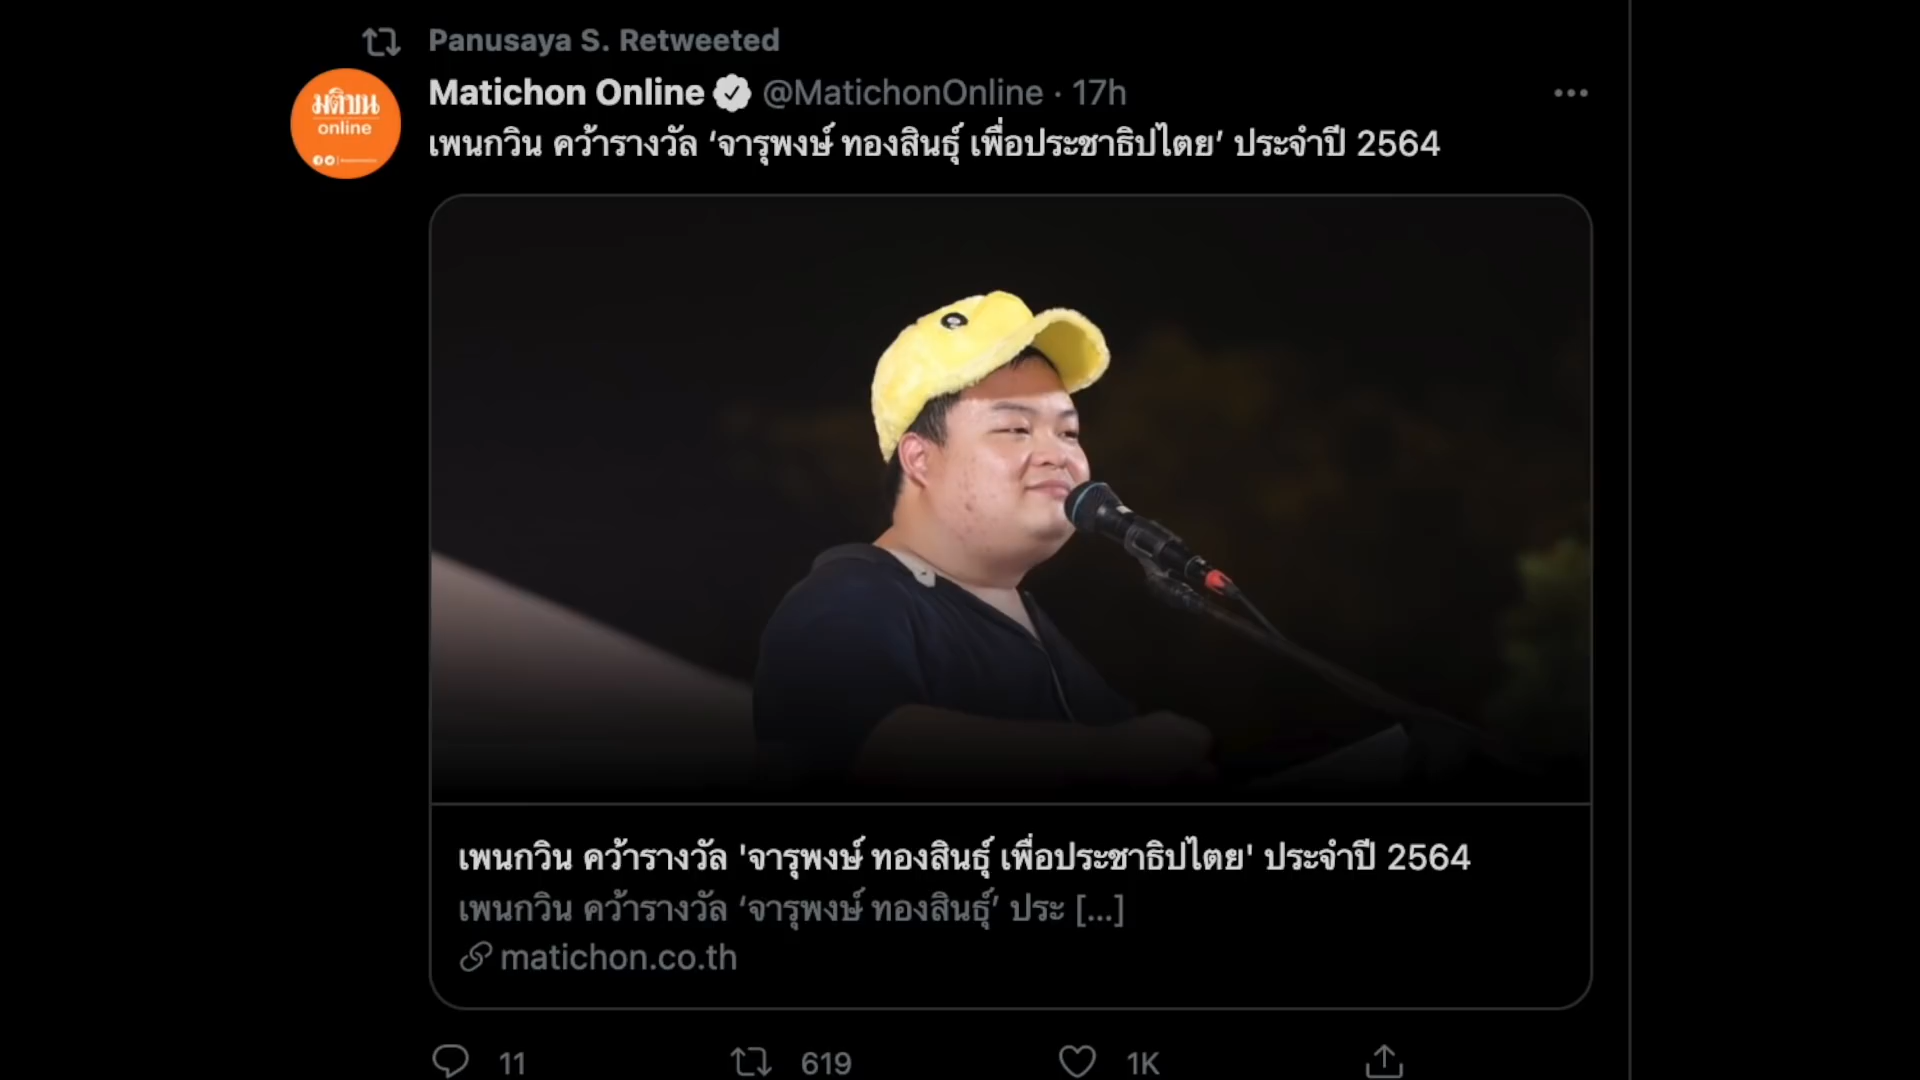 Panusaya S. Retweeted
Matichon Online @MatichonOnline · 17h
เพนกวิน คว้ารางวัล ‘จารุพงษ์ ทองสินธุ์ เพื่อประชาธิปไตย’ ประจำปี 2564
มติชน
online
เพนกวิน คว้ารางวัล 'จารุพงษ์ ทองสินธุ์ เพื่อประชาธิปไตย' ประจำปี 2564
เพนกวิน คว้ารางวัล ‘จารุพงษ์ ทองสินธุ์’ ประ [...]
matichon.co.th
11 619 1K